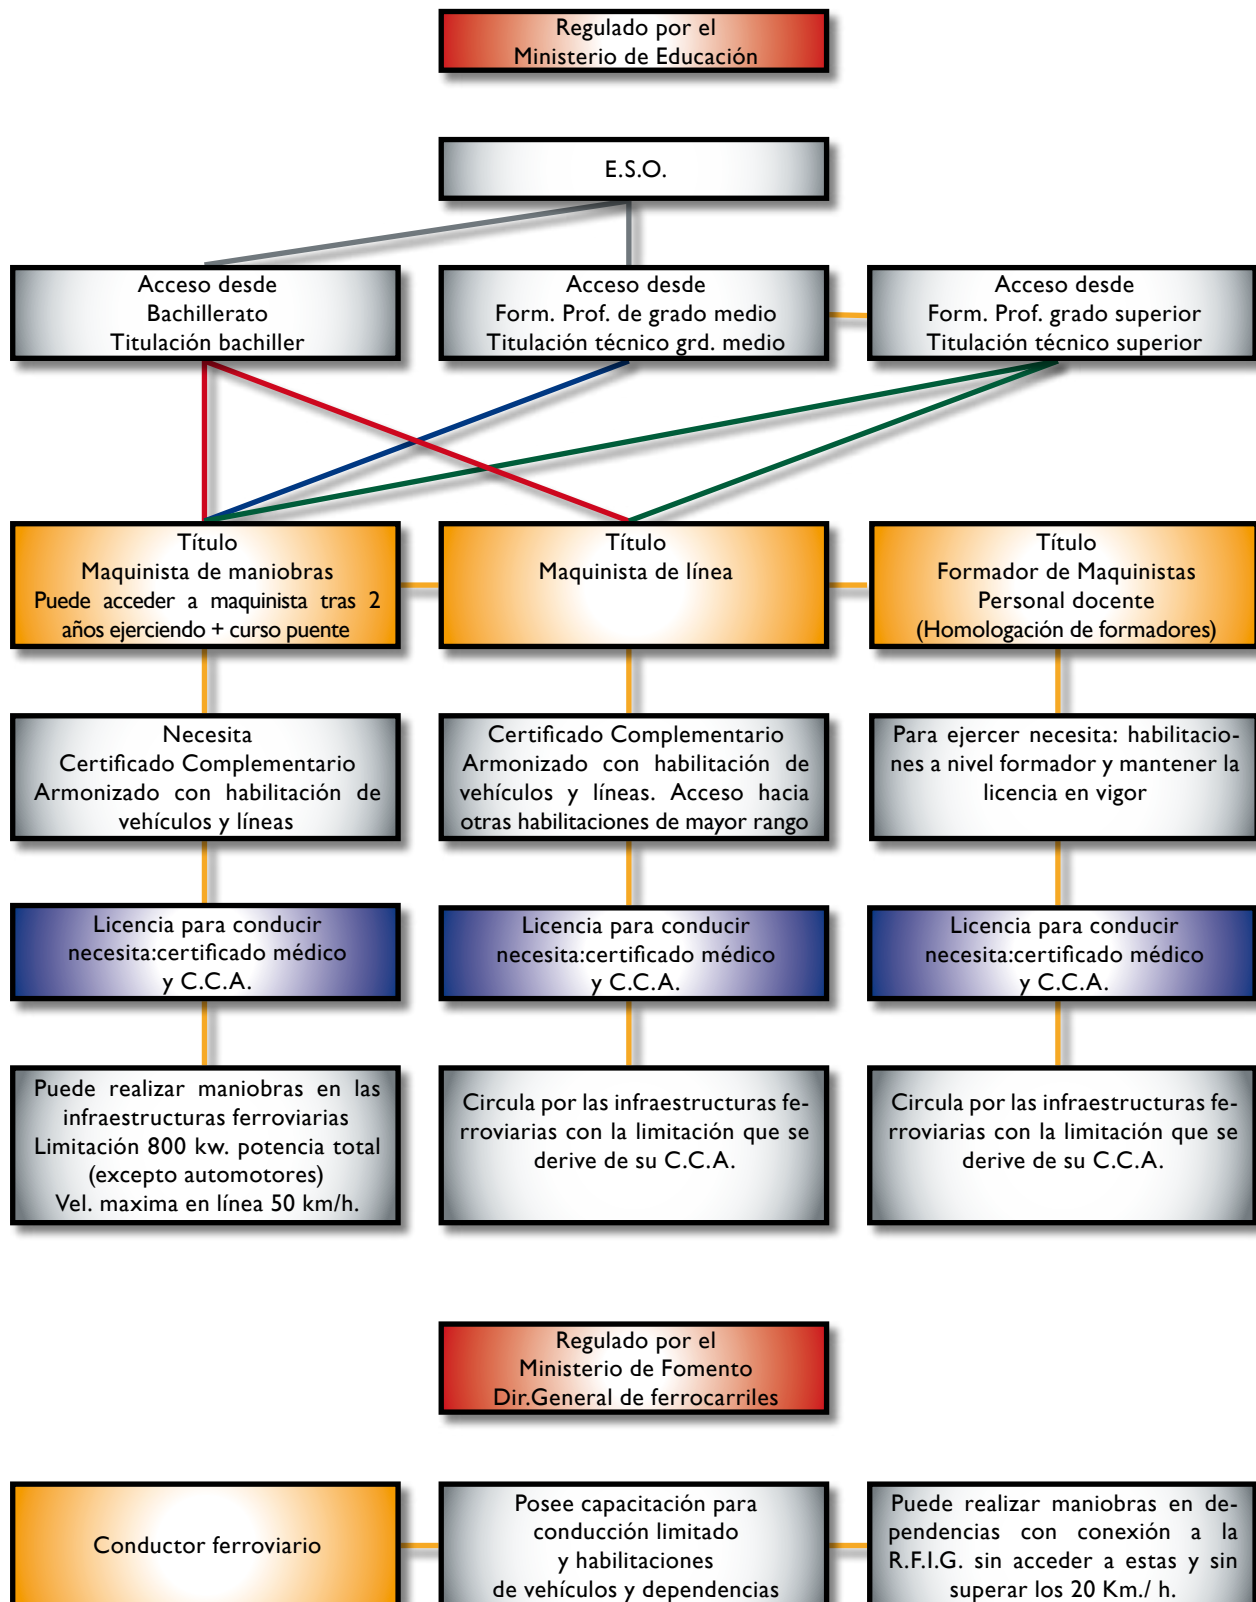 Regulado por el
Ministerio de Educación
E.S.O.
Acceso desde
Bachillerato
Titulación bachiller
Acceso desde
Form. Prof. de grado medio
Titulación técnico grd. medio
Acceso desde
Form. Prof. grado superior
Titulación técnico superior
Título
Maquinista de maniobras
Puede acceder a maquinista tras 2
años ejerciendo + curso puente
Título
Maquinista de línea
Título
Formador de Maquinistas
Personal docente
(Homologación de formadores)
Necesita
Certificado Complementario
Armonizado con habilitación de
vehículos y líneas
Certificado Complementario
Armonizado con habilitación de
vehículos y líneas. Acceso hacia
otras habilitaciones de mayor rango
Para ejercer necesita: habilitacio-
nes a nivel formador y mantener la
licencia en vigor
Licencia para conducir
necesita:certificado médico
y C.C.A.
Licencia para conducir
necesita:certificado médico
y C.C.A.
Licencia para conducir
necesita:certificado médico
y C.C.A.
Puede realizar maniobras en las
infraestructuras ferroviarias
Limitación 800 kw. potencia total
(excepto automotores)
Vel. maxima en línea 50 km/h.
Circula por las infraestructuras fe-
rroviarias con la limitación que se
derive de su C.C.A.
Circula por las infraestructuras fe-
rroviarias con la limitación que se
derive de su C.C.A.
Regulado por el
Ministerio de Fomento
Dir.General de ferrocarriles
Conductor ferroviario
Posee capacitación para
conducción limitado
y habilitaciones
de vehículos y dependencias
Puede realizar maniobras en de-
pendencias con conexión a la
R.F.I.G. sin acceder a estas y sin
superar los 20 Km./ h.